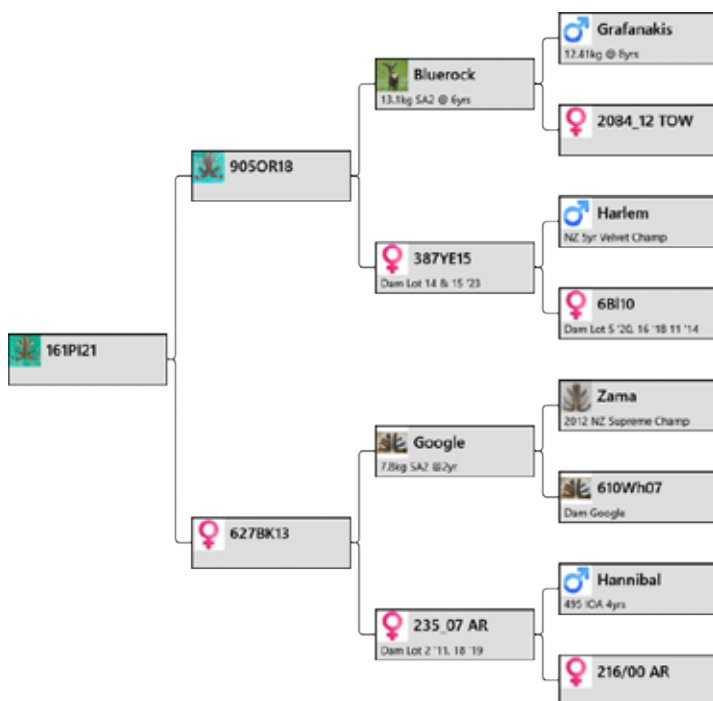 Grafanakis
12.41kg @ 8yrs
Bluerock
13.1kg SA2 @ 6yrs
2084_12 TOW
905OR18
Harlem
NZ 5yr Velvet Champ
387YE15
Dam Lot 14 & 15 '23
6Bl10
Dam Lot 5 '20, 16 '18 11 '14
161PI21
Zama
2012 NZ Supreme Champ
Google
7.8kg SA2 @2yr
610Wh07
Dam Google
627BK13
Hannibal
495 IOA 4yrs
235_07 AR
Dam Lot 2 '11, 18 '19
216/00 AR